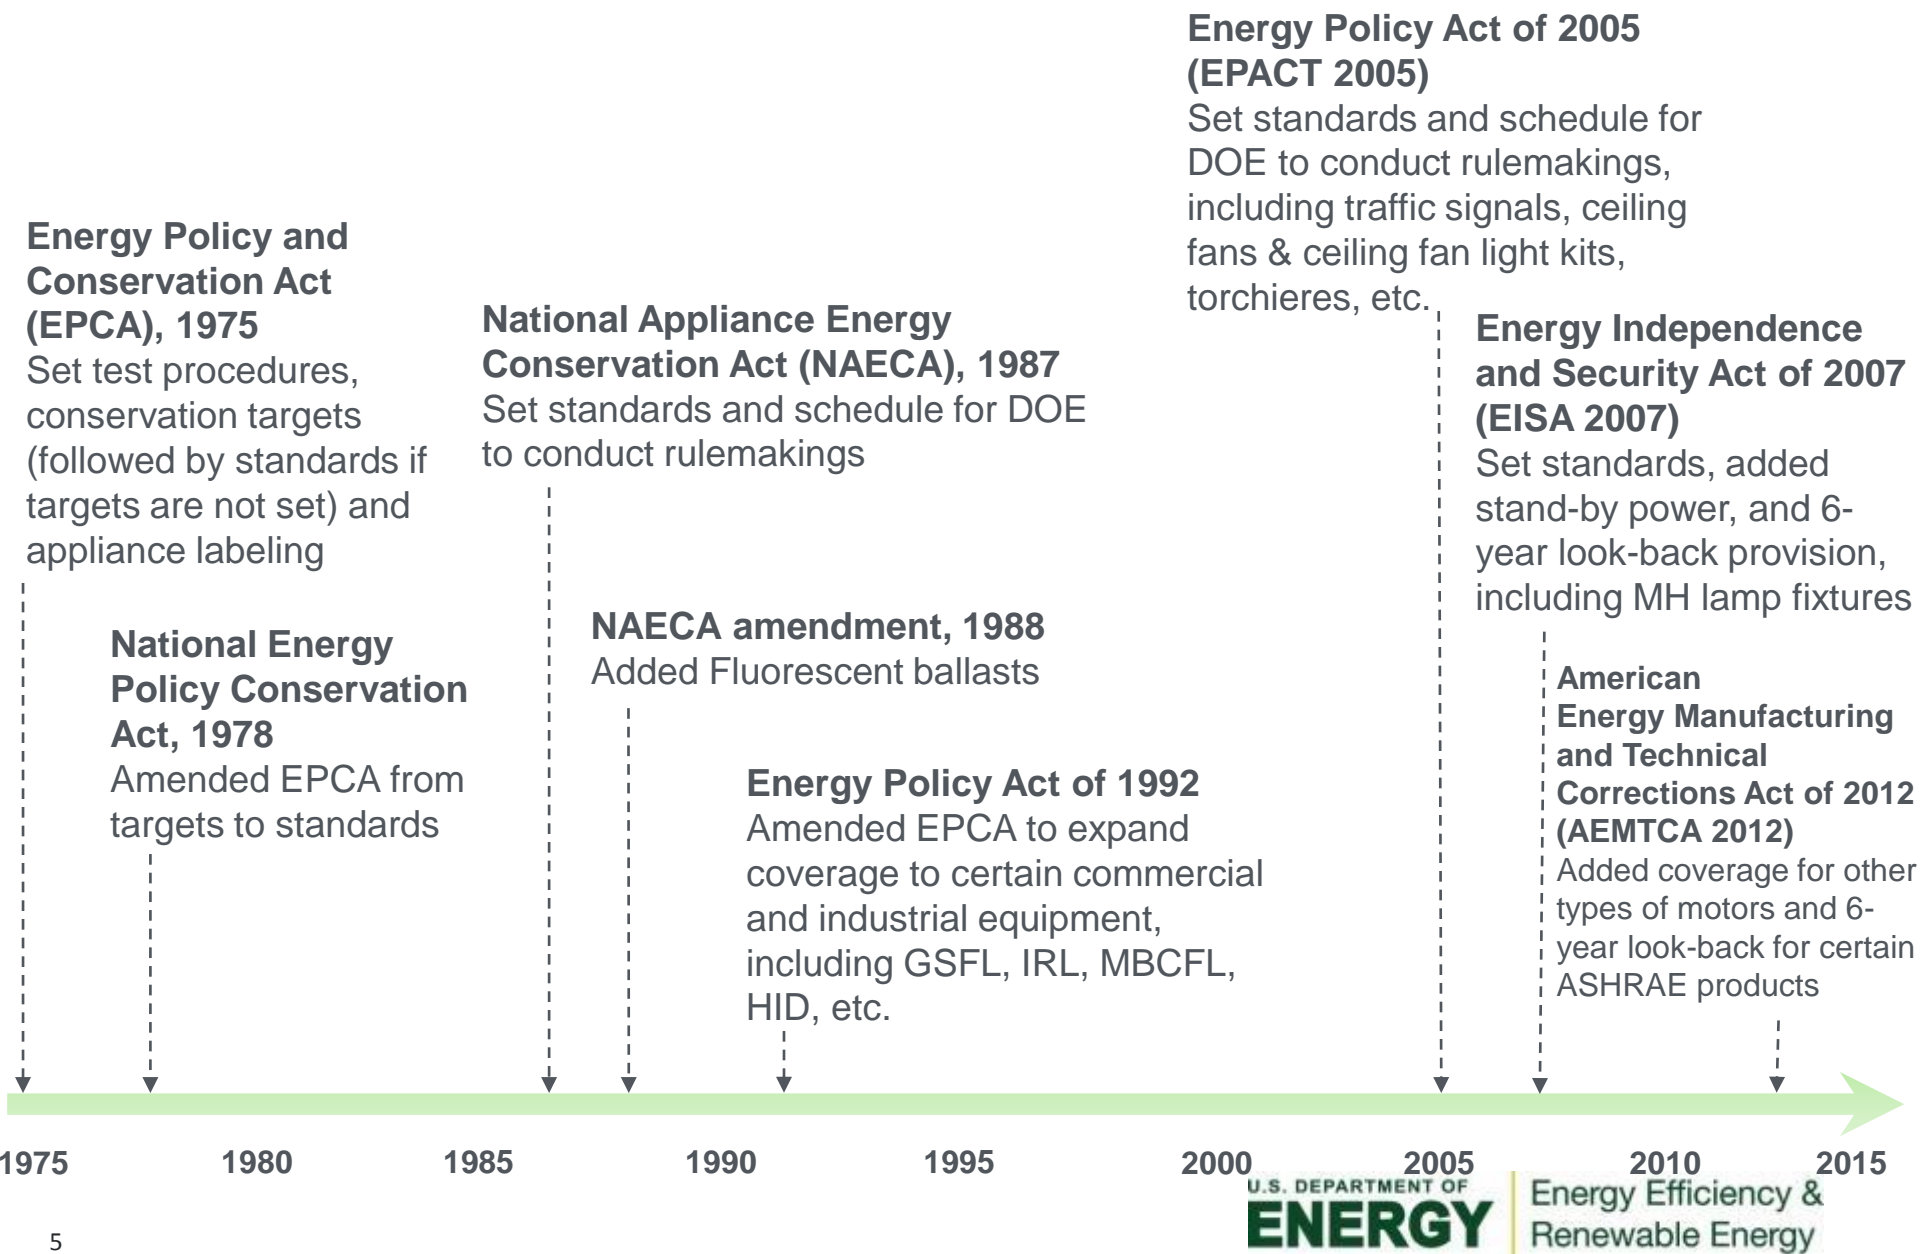 Energy Policy and
Conservation Act
(EPCA), 1975
Set test procedures,
conservation targets
(followed by standards if
targets are not set) and
appliance labeling
National Energy
Policy Conservation
Act, 1978
Amended EPCA from
targets to standards
National Appliance Energy
Conservation Act (NAECA), 1987
Set standards and schedule for DOE
to conduct rulemakings
NAECA amendment, 1988
Added Fluorescent ballasts
Energy Policy Act of 1992
Amended EPCA to expand
coverage to certain commercial
and industrial equipment,
including GSFL, IRL, MBCFL,
HID, etc.
Energy Policy Act of 2005
(EPACT 2005)
Set standards and schedule for
DOE to conduct rulemakings,
including traffic signals, ceiling
fans & ceiling fan light kits,
torchieres, etc.
Energy Independence
and Security Act of 2007
(EISA 2007)
Set standards, added
stand-by power, and 6-
year look-back provision,
including MH lamp fixtures
American
Energy Manufacturing
and Technical
Corrections Act of 2012
(AEMTCA 2012)
Added coverage for other
types of motors and 6-
year look-back for certain
ASHRAE products
1975 1980 1985 1990 1995 2000 2005 2010 2015
U.S. DEPARTMENT OF
ENERGY
Energy Efficiency &
Renewable Energy
5